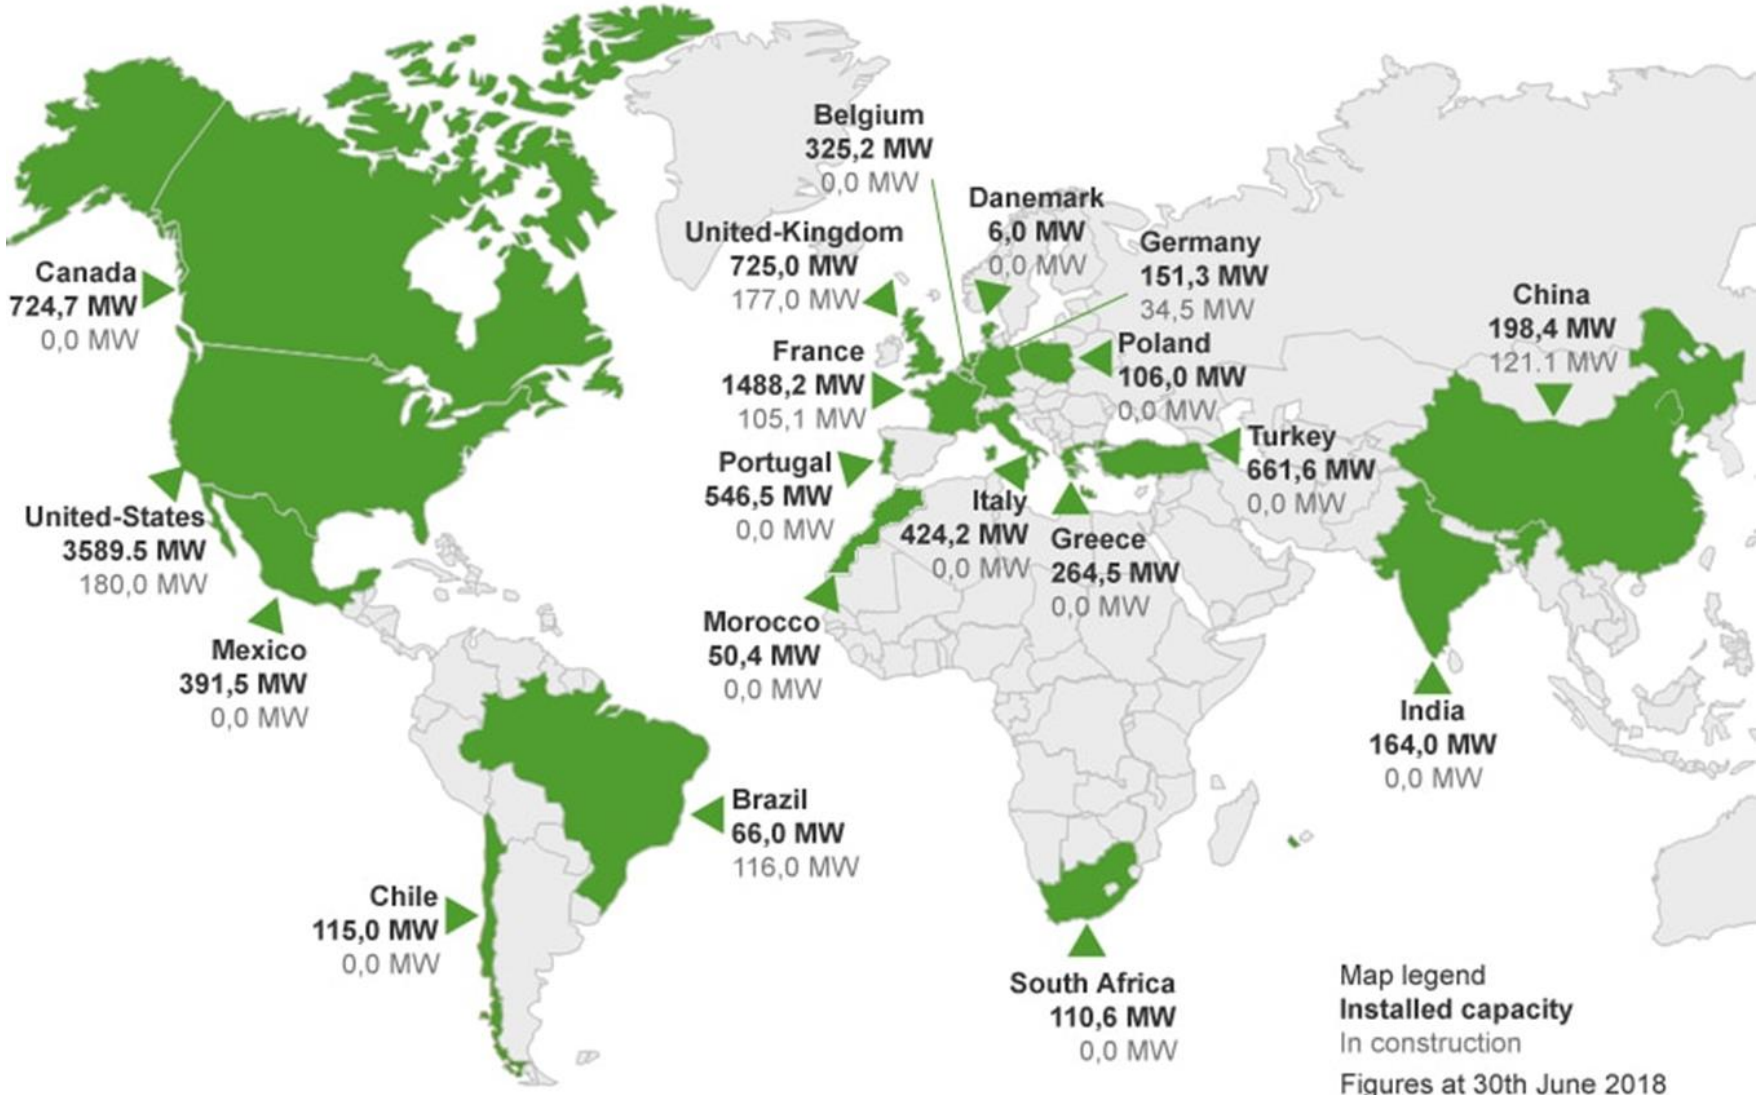 Belgium
325,2 MW
0,0 MW
Danemark
6,0 MW
0,0 MW
United-Kingdom
725,0 MW
177,0 MW
Germany
151,3 MW
34,5 MW
Canada
724,7 MW
0,0 MW
China
198,4 MW
121.1 MW
France
1488,2 MW
105,1 MW
Poland
106,0 MW
0,0 MW
Turkey
661,6 MW
0,0 MW
Portugal
546,5 MW
0,0 MW
Italy
424,2 MW
0,0 MW
Greece
264,5 MW
0,0 MW
United-States
3589.5 MW
180,0 MW
Morocco
50,4 MW
0,0 MW
Mexico
391,5 MW
0,0 MW
India
164,0 MW
0,0 MW
Brazil
66,0 MW
116,0 MW
Chile
115,0 MW
0,0 MW
South Africa
110,6 MW
0,0 MW
Map legend
Installed capacity
In construction
Figures at 30th June 2018